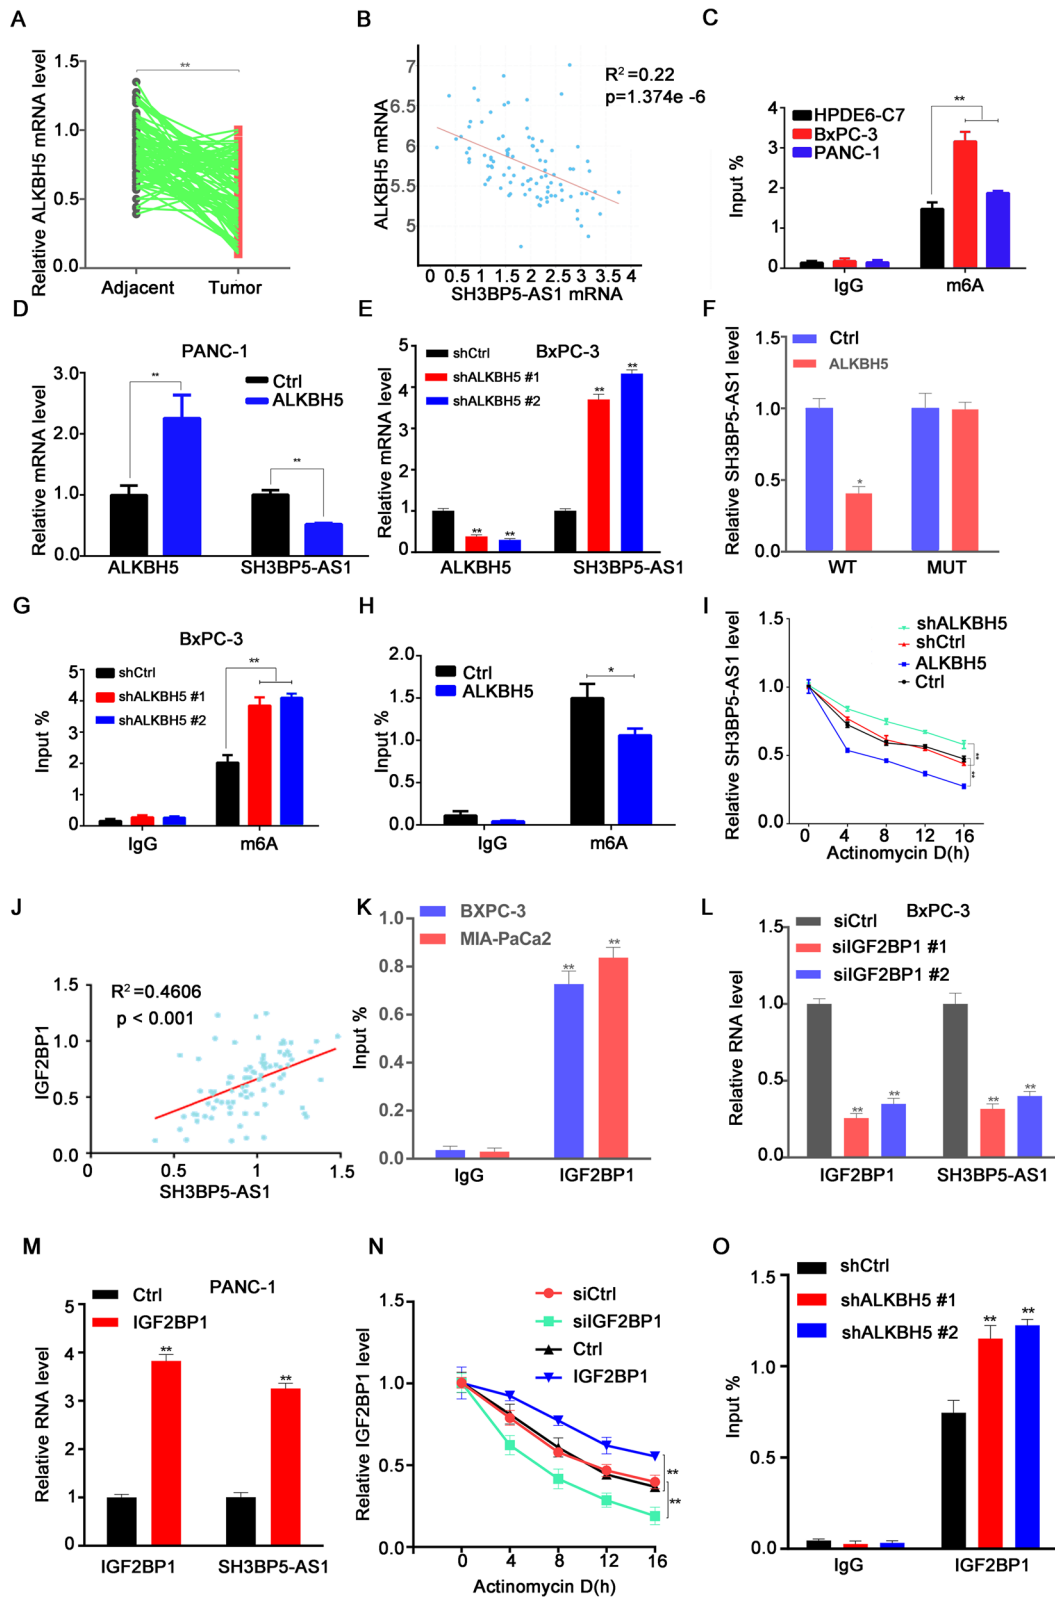 A
Relative ALKBH5 mRNA level
1.5
1.0
0.5
0.0
**
Adjacent Tumor
B
ALKBH5 mRNA
7
6.5
6
5.5
5
R² =0.22
p=1.374e -6
0 0.5 1 1.5 2 2.5 3 3.5 4
SH3BP5-AS1 mRNA
C
Input %
4
3
2
1
0
HPDE6-C7
BxPC-3
PANC-1
**
IgG m6A
D
PANC-1
Relative mRNA level
3.0
2.0
1.0
0.0
Ctrl
ALKBH5
**
**
ALKBH5 SH3BP5-AS1
E
BxPC-3
Relative mRNA level
5
4
3
2
1
0
shCtrl
shALKBH5 #1
shALKBH5 #2
** **
** **
ALKBH5 SH3BP5-AS1
F
Relative SH3BP5-AS1 level
1.5
1.0
0.5
0.0
Ctrl
ALKBH5
*
WT MUT
G
BxPC-3
Input %
5
4
3
2
1
0
shCtrl
shALKBH5 #1
shALKBH5 #2
**
IgG m6A
H
Input %
2.0
1.5
1.0
0.5
0.0
Ctrl
ALKBH5
*
IgG m6A
I
Relative SH3BP5-AS1 level
1.5
1.0
0.5
0.0
shALKBH5
shCtrl
ALKBH5
Ctrl
**
**
0 4 8 12 16
Actinomycin D(h)
J
IGF2BP1
1.5
1.0
0.5
0.0
R² =0.4606
p < 0.001
0 0.5 1.0 1.5
SH3BP5-AS1
K
Input %
1.0
0.8
0.6
0.4
0.2
0.0
BXPC-3
MIA-PaCa2
** **
IgG IGF2BP1
L
BxPC-3
Relative RNA level
1.5
1.0
0.5
0.0
siCtrl
siIGF2BP1 #1
siIGF2BP1 #2
** **
** **
IGF2BP1 SH3BP5-AS1
M
PANC-1
Relative RNA level
5
4
3
2
1
0
Ctrl
IGF2BP1
**
**
IGF2BP1 SH3BP5-AS1
N
Relative IGF2BP1 level
1.5
1.0
0.5
0.0
siCtrl
siIGF2BP1
Ctrl
IGF2BP1
**
**
0 4 8 12 16
Actinomycin D(h)
O
Input %
1.5
1.0
0.5
0.0
shCtrl
shALKBH5 #1
shALKBH5 #2
** **
IgG IGF2BP1